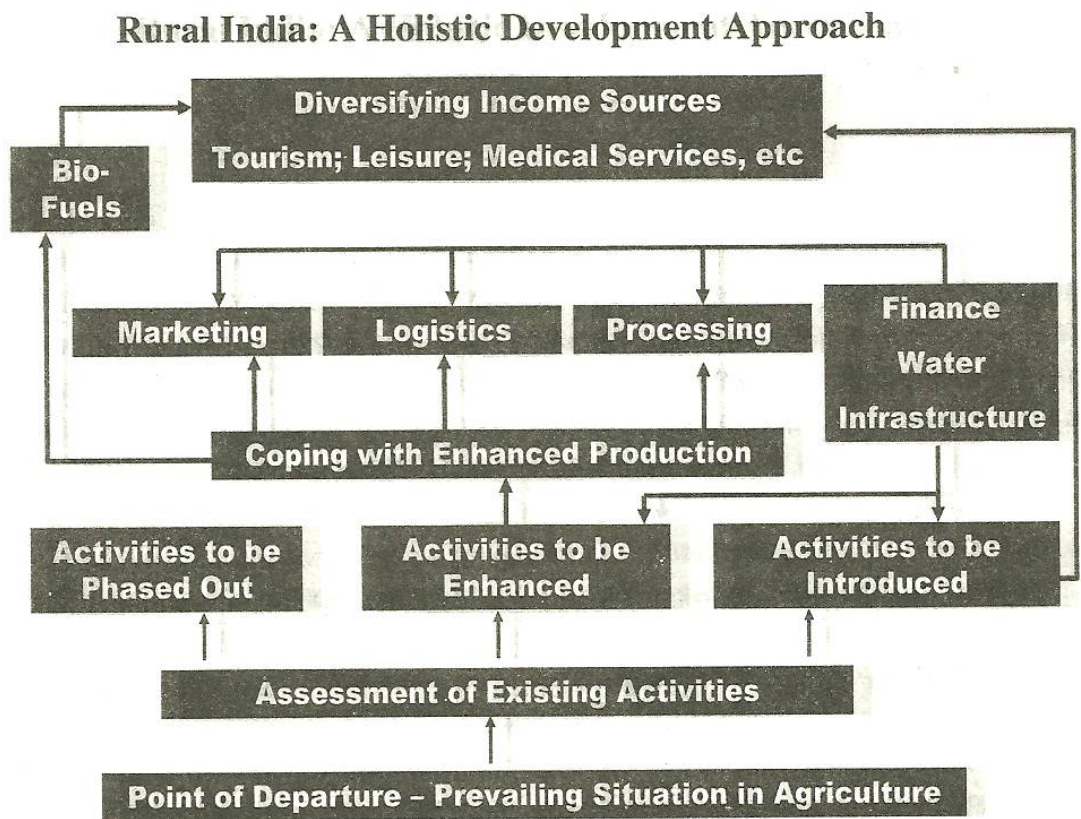 Rural India: A Holistic Development Approach
Diversifying Income Sources
Tourism; Leisure; Medical Services, etc
Bio-
Fuels
Marketing
Logistics
Processing
Finance
Water
Infrastructure
Coping with Enhanced Production
Activities to be
Phased Out
Activities to be
Enhanced
Activities to be
Introduced
Assessment of Existing Activities
Point of Departure – Prevailing Situation in Agriculture